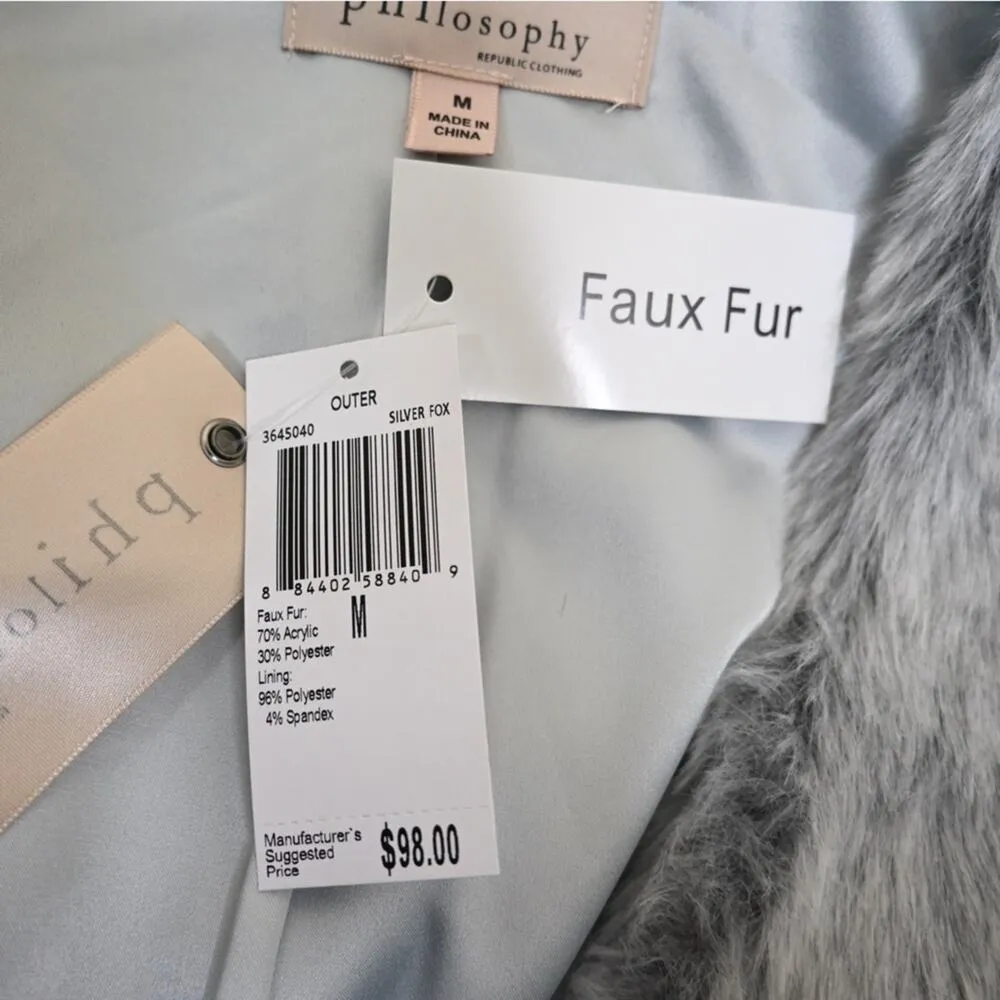 philosophy
REPUBLIC CLOTHING
M
MADE IN
CHINA
Faux Fur
OUTER
3645040 SILVER FOX
8 84402 58840 9
Faux Fur:
70% Acrylic
30% Polyester
M
Lining:
96% Polyester
4% Spandex
Manufacturer's
Suggested
Price
$98.00
philo